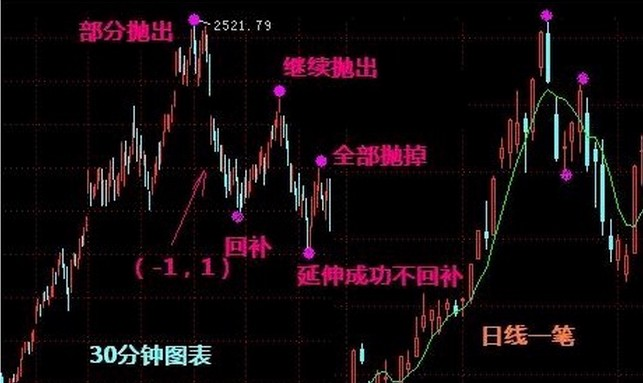 部分抛出
2521.79
继续抛出
全部抛掉
回补
(-1,1)
延伸成功不回补
30分钟图表
日线一笔